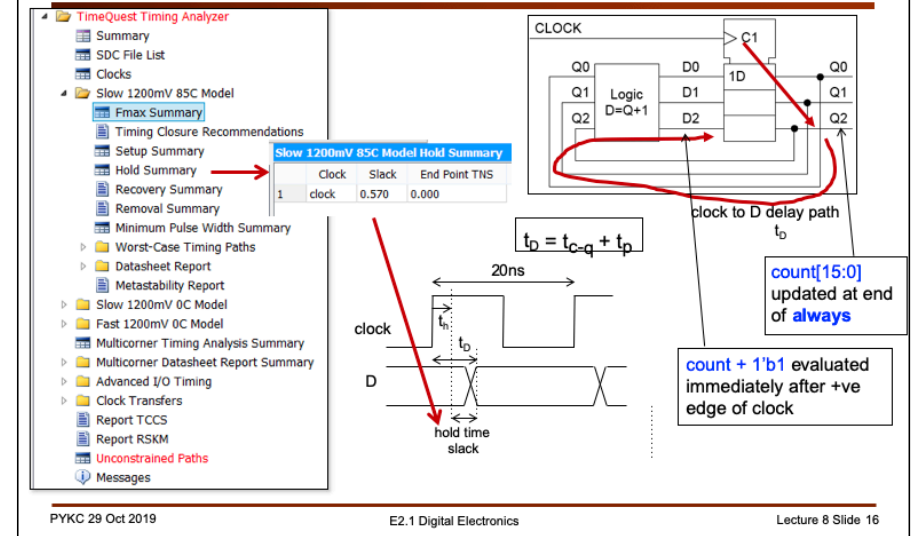 TimeQuest Timing Analyzer
Summary
SDC File List
Clocks
Slow 1200mV 85C Model
Fmax Summary
Timing Closure Recommendations
Setup Summary
Hold Summary
Recovery Summary
Removal Summary
Minimum Pulse Width Summary
Worst-Case Timing Paths
Datasheet Report
Metastability Report
Slow 1200mV 0C Model
Fast 1200mV 0C Model
Multicorner Timing Analysis Summary
Multicorner Datasheet Report Summary
Advanced I/O Timing
Clock Transfers
Report TCCS
Report RSKM
Unconstrained Paths
Messages
Slow 1200mV 85C Model Hold Summary
Clock Slack End Point TNS
1 clock 0.570 0.000
CLOCK
C1
Q0 D0 1D Q0
Q1 D1 Q1
Logic
D=Q+1
Q2 D2 Q2
clock to D delay path
tD
tD = tc-q + tp
20ns
th
clock
tD
D
hold time
slack
count[15:0]
updated at end
of always
count + 1'b1 evaluated
immediately after +ve
edge of clock
PYKC 29 Oct 2019
E2.1 Digital Electronics
Lecture 8 Slide 16